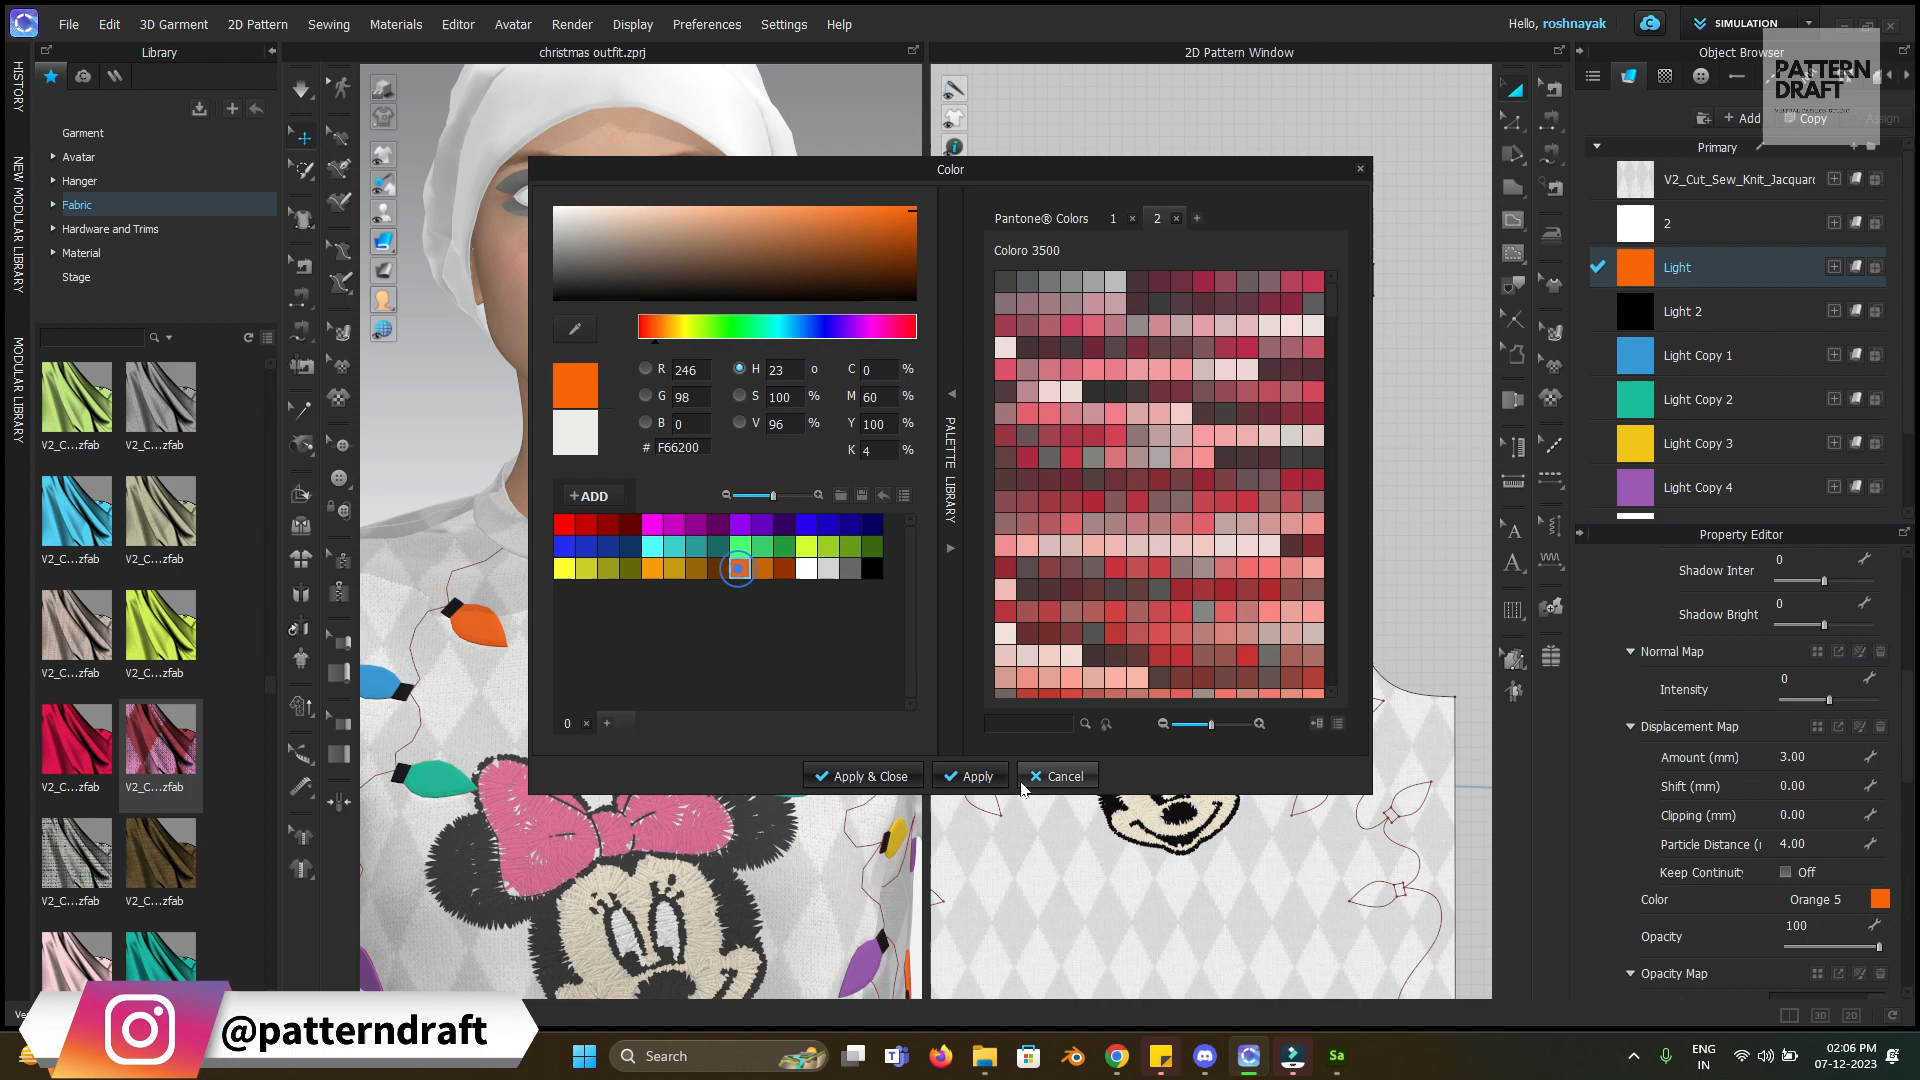 File Edit 3D Garment 2D Pattern Sewing Materials Editor Avatar Render Display Preferences Settings Help
Hello, roshnayak
SIMULATION
Library
christmas outfit.zprj
2D Pattern Window
Object Browser
PATTERN
DRAFT
HISTORY
NEW MODULAR LIBRARY
MODULAR LIBRARY
Garment
Avatar
Hanger
Fabric
Hardware and Trims
Material
Stage
V2_C...zfab V2_C...zfab
V2_C...zfab V2_C...zfab
V2_C...zfab V2_C...zfab
V2_C...zfab V2_C...zfab
V2_C...zfab V2_C...zfab
Color
R 246 H 23 o C 0 %
G 98 S 100 % M 60 %
B 0 V 96 % Y 100 %
# F66200 K 4 %
+ADD
0
PALETTE LIBRARY
Pantone® Colors 1 2
Coloro 3500
Apply & Close Apply Cancel
+ Add Copy Assign
Primary
V2_Cut_Sew_Knit_Jacquard
2
Light
Light 2
Light Copy 1
Light Copy 2
Light Copy 3
Light Copy 4
Property Editor
Shadow Inter 0
Shadow Bright 0
Normal Map
Intensity 0
Displacement Map
Amount (mm) 3.00
Shift (mm) 0.00
Clipping (mm) 0.00
Particle Distance (r 4.00
Keep Continuity Off
Color Orange 5
Opacity 100
Opacity Map
3D 2D
Ve
@patterndraft
Search
Sa
ENG
IN
02:06 PM
07-12-2023